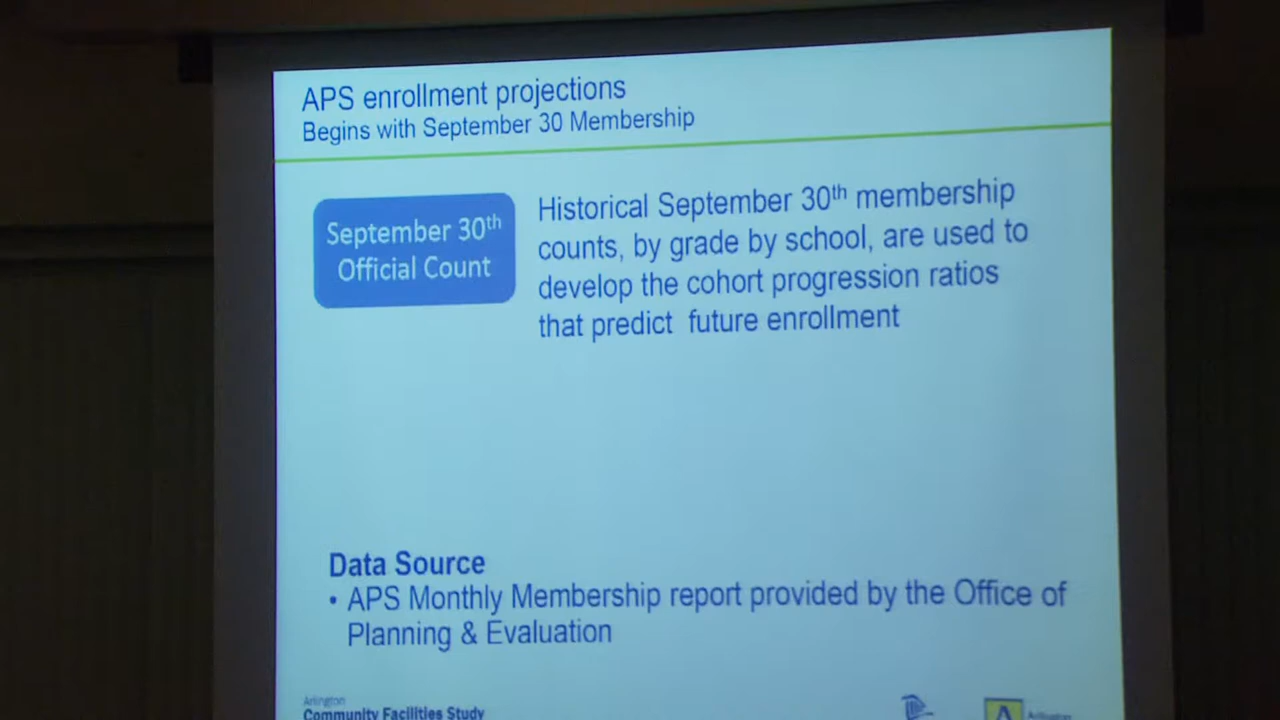 APS enrollment projections
Begins with September 30 Membership
September 30th
Official Count
Historical September 30th membership
counts, by grade by school, are used to
develop the cohort progression ratios
that predict future enrollment
Data Source
• APS Monthly Membership report provided by the Office of
Planning & Evaluation
Arlington
Community Facilities Study
A
Arlington